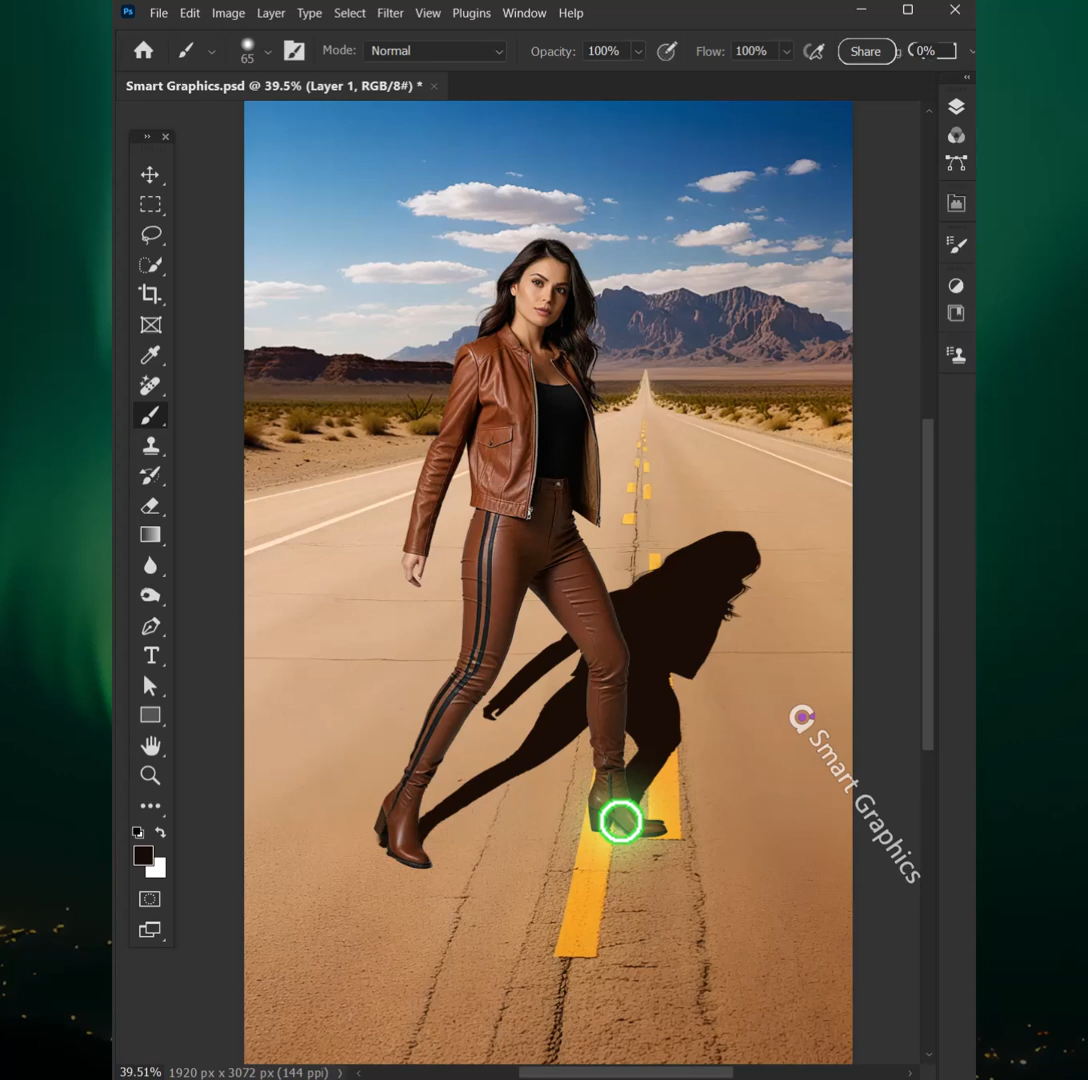 Ps File Edit Image Layer Type Select Filter View Plugins Window Help
65 Mode: Normal Opacity: 100% Flow: 100% Share 0%
Smart Graphics.psd @ 39.5% (Layer 1, RGB/8#) *
T
Smart Graphics
39.51% 1920 px x 3072 px (144 ppi)